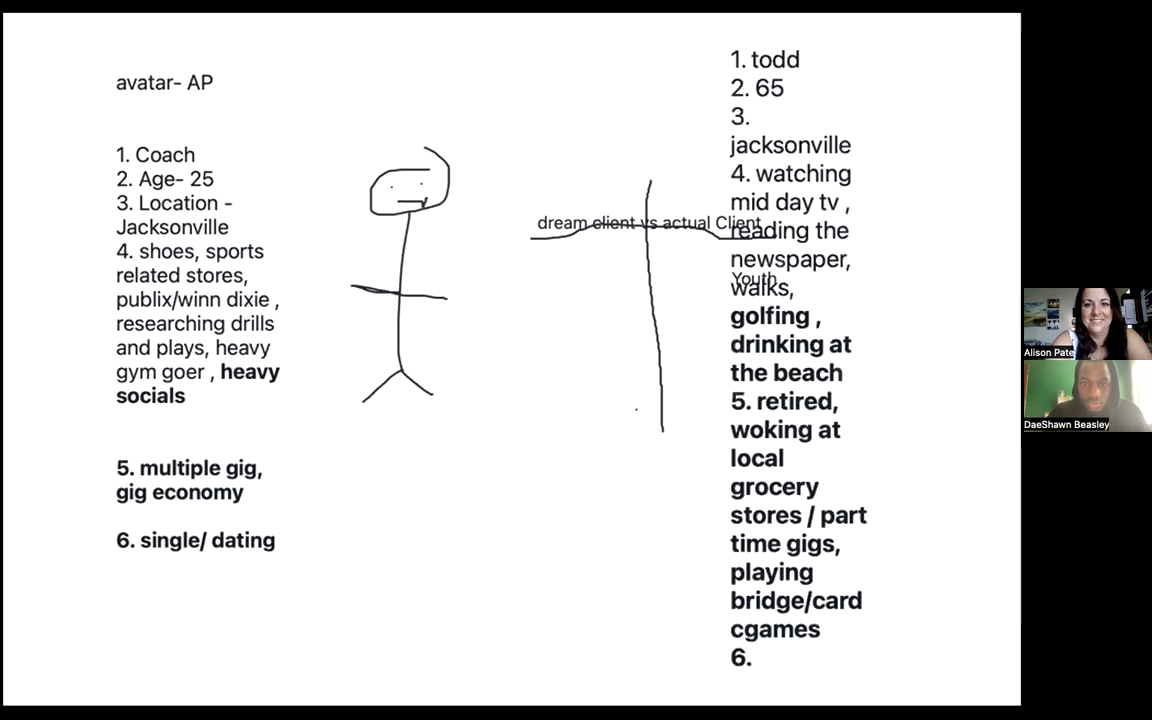 avatar- AP
1. Coach
2. Age- 25
3. Location -
Jacksonville
4. shoes, sports
related stores,
publix/winn dixie ,
researching drills
and plays, heavy
gym goer , heavy
socials
5. multiple gig,
gig economy
6. single/ dating
dream client vs actual Client
Youth
1. todd
2. 65
3.
jacksonville
4. watching
mid day tv ,
reading the
newspaper,
walks,
golfing ,
drinking at
the beach
5. retired,
woking at
local
grocery
stores / part
time gigs,
playing
bridge/card
cgames
6.
Alison Pate
DaeShawn Beasley